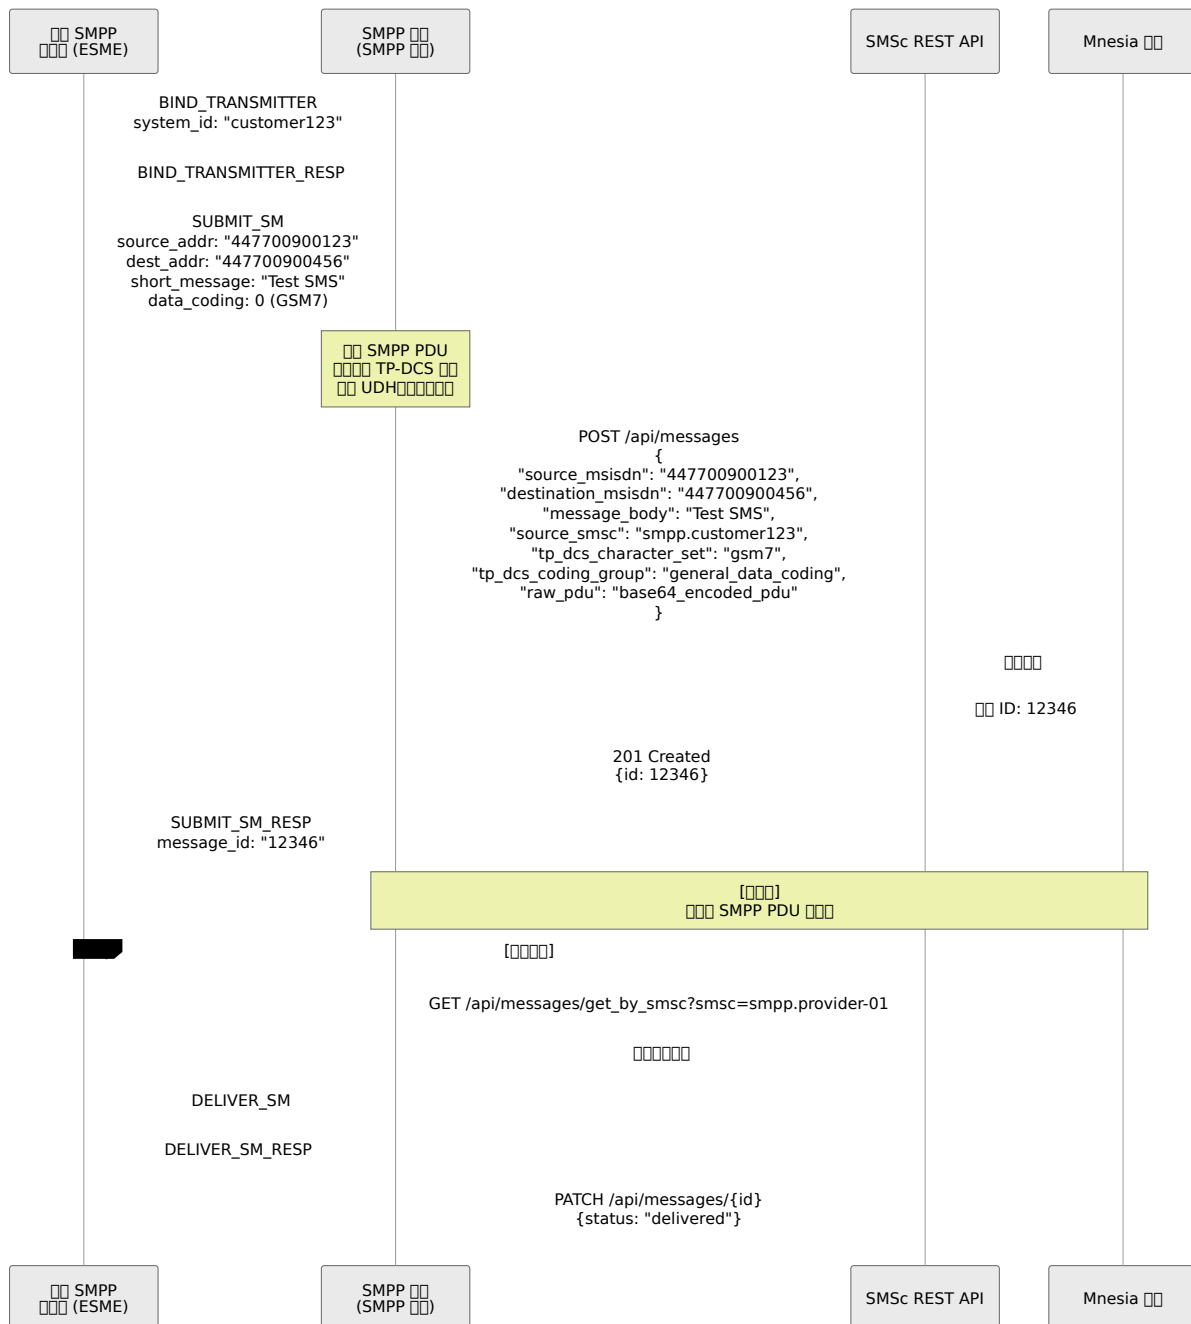 SMPP
(ESME)
SMPP
(SMPP
SMSc REST API
Mnesia
BIND_TRANSMITTER
system_id: "customer123"
BIND_TRANSMITTER_RESP
SUBMIT_SM
source_addr: "447700900123"
dest_addr: "447700900456"
short_message: "Test SMS"
data_coding: 0 (GSM7)
SMPP PDU
TP-DCS
UDH
POST /api/messages
{
"source_msisdn": "447700900123",
"destination_msisdn": "447700900456",
"message_body": "Test SMS",
"source_smsc": "smpp.customer123",
"tp_dcs_character_set": "gsm7",
"tp_dcs_coding_group": "general_data_coding",
"raw_pdu": "base64_encoded_pdu"
}
ID: 12346
201 Created
{id: 12346}
SUBMIT_SM_RESP
message_id: "12346"
SMPP PDU
GET /api/messages/get_by_smsc?smsc=smpp.provider-01
DELIVER_SM
DELIVER_SM_RESP
PATCH /api/messages/{id}
{status: "delivered"}
SMPP
(ESME)
SMPP
(SMPP
SMSc REST API
Mnesia